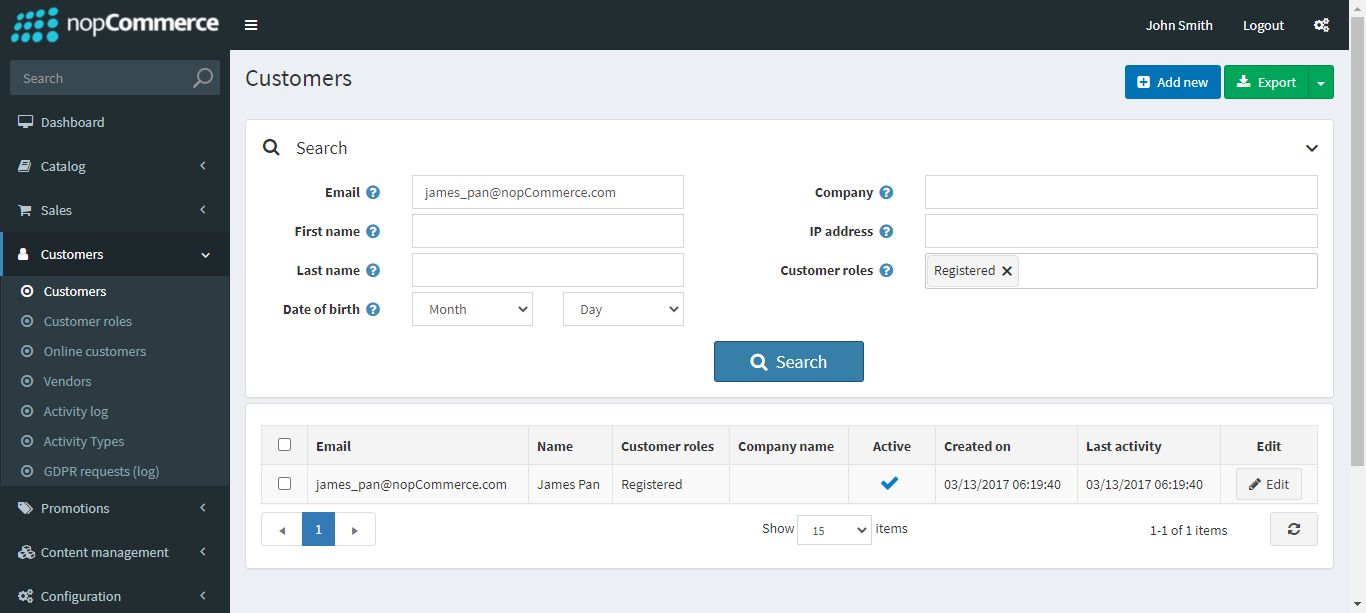 nopCommerce
John Smith Logout
Search
Dashboard
Catalog
Sales
Customers
Customers
Customer roles
Online customers
Vendors
Activity log
Activity Types
GDPR requests (log)
Promotions
Content management
Configuration
Customers
Add new
Export
Search
Email james_pan@nopCommerce.com Company
First name IP address
Last name Customer roles Registered
Date of birth Month Day
Search
Email Name Customer roles Company name Active Created on Last activity Edit
james_pan@nopCommerce.com James Pan Registered 03/13/2017 06:19:40 03/13/2017 06:19:40 Edit
1 Show 15 items 1-1 of 1 items